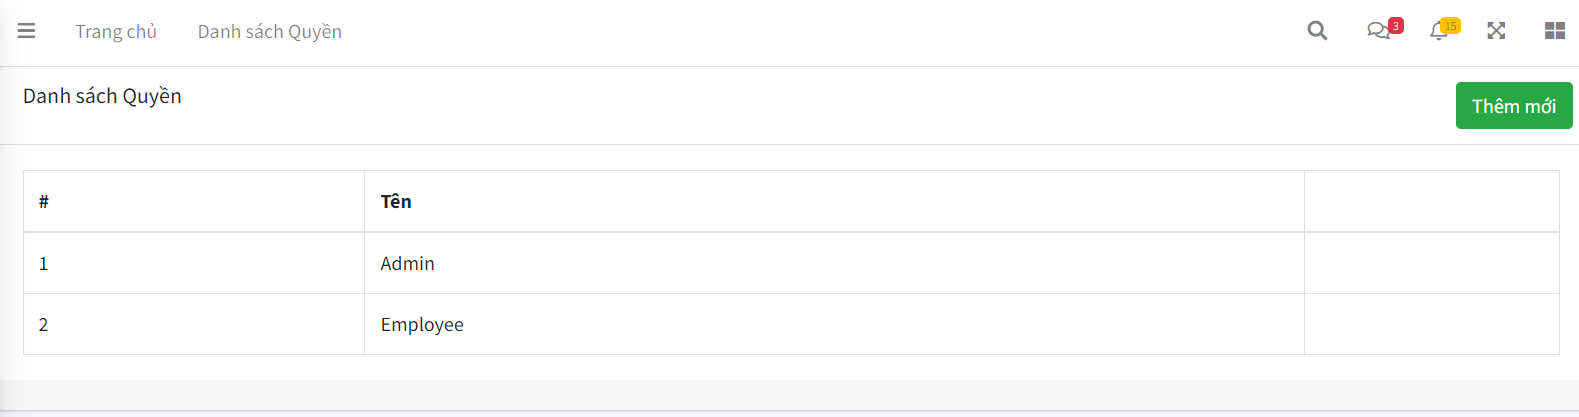 Trang chủ Danh sách Quyền 3 15
Danh sách Quyền
Thêm mới
# Tên
1 Admin
2 Employee